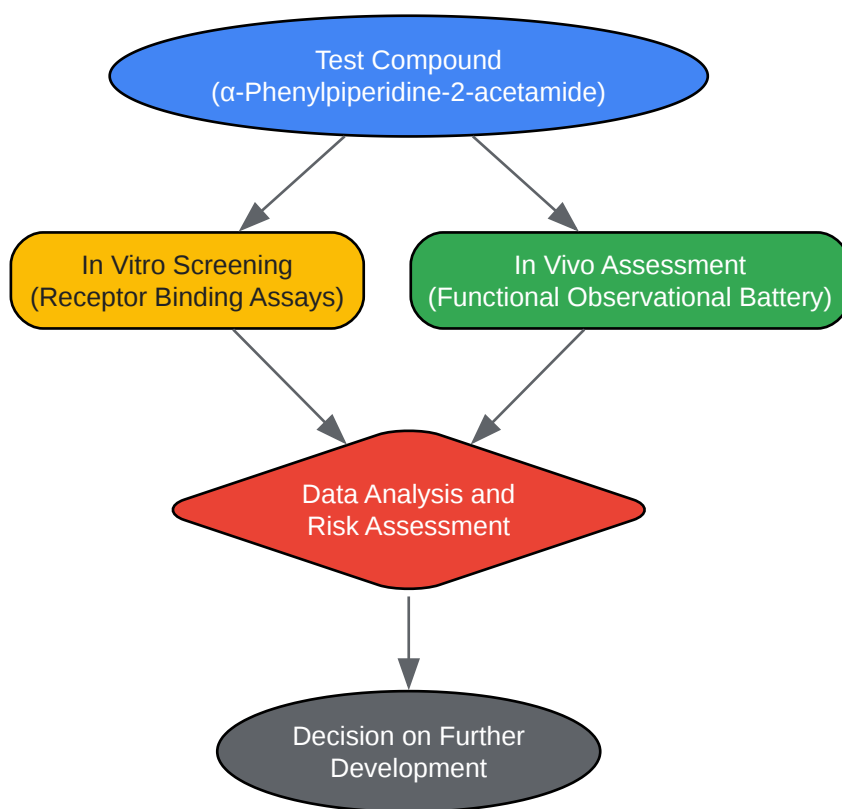 Test Compound
(α-Phenylpiperidine-2-acetamide)
In Vitro Screening
(Receptor Binding Assays)
In Vivo Assessment
(Functional Observational Battery)
Data Analysis and
Risk Assessment
Decision on Further
Development